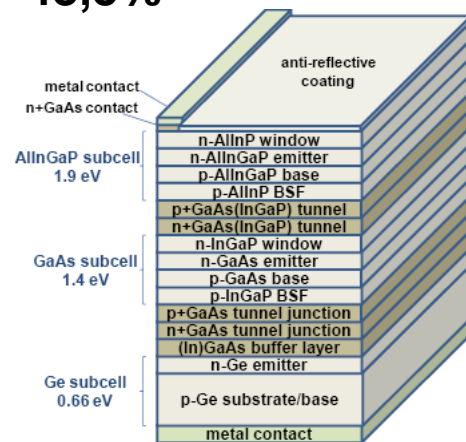 anti-reflective
coating
metal contact
n+GaAs contact
n-AlInP window
n-AlInGaP emitter
p-AlInGaP base
p-AlInP BSF
AlInGaP subcell
1.9 eV
p+GaAs(InGaP) tunnel
n+GaAs(InGaP) tunnel
n-InGaP window
n-GaAs emitter
p-GaAs base
p-InGaP BSF
GaAs subcell
1.4 eV
p+GaAs tunnel junction
n+GaAs tunnel junction
(In)GaAs buffer layer
n-Ge emitter
p-Ge substrate/base
Ge subcell
0.66 eV
metal contact